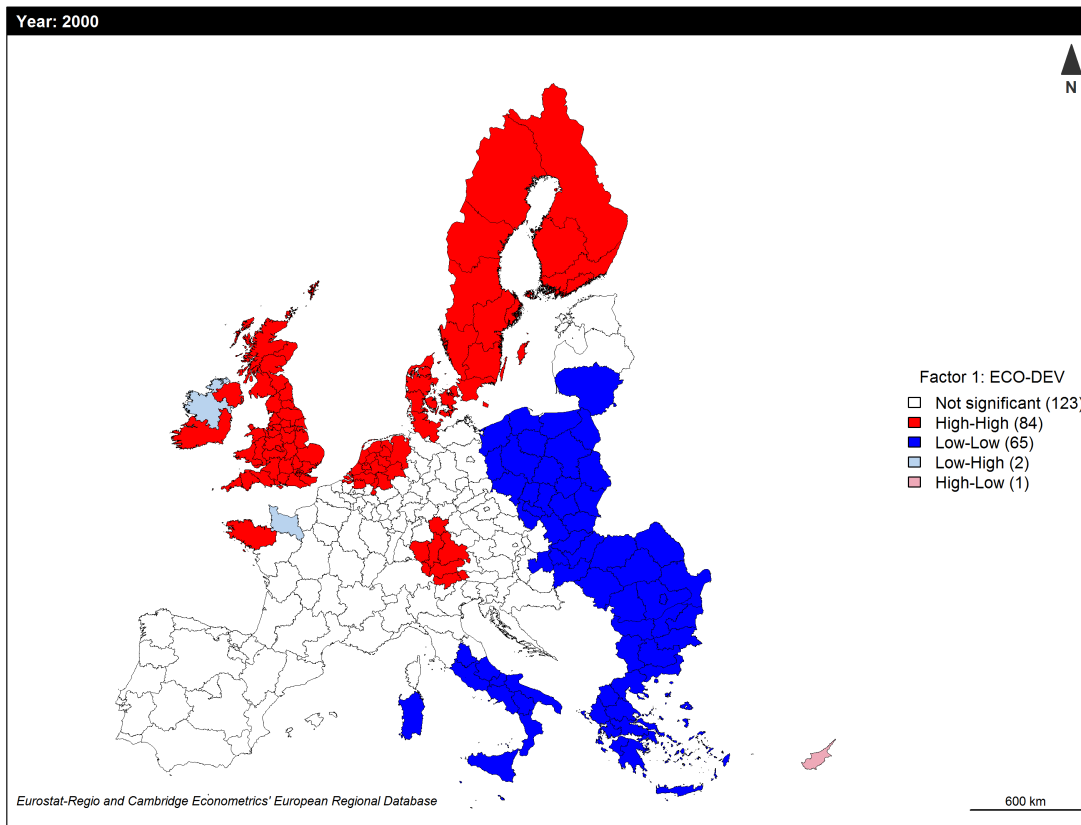 Year: 2000
N
Factor 1: ECO-DEV
Not significant (123)
High-High (84)
Low-Low (65)
Low-High (2)
High-Low (1)
Eurostat-Regio and Cambridge Econometrics' European Regional Database
600 km